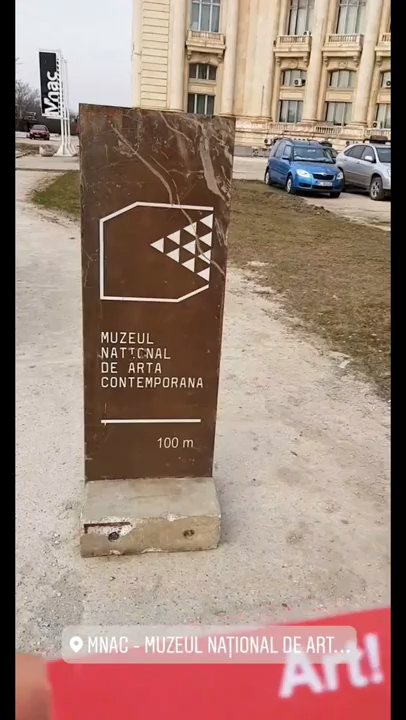 mnac
MUZEUL
NATIONAL
DE ARTA
CONTEMPORANA
100 m
MNAC - MUZEUL NAȚIONAL DE ART...
Art!